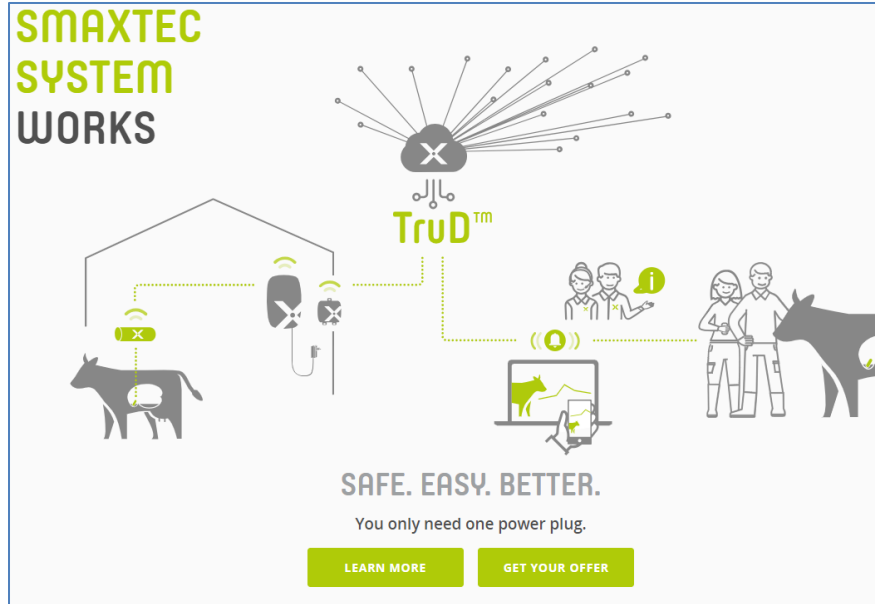 SMAXTEC
SYSTEM
WORKS
TruD™
i
SAFE. EASY. BETTER.
You only need one power plug.
LEARN MORE
GET YOUR OFFER